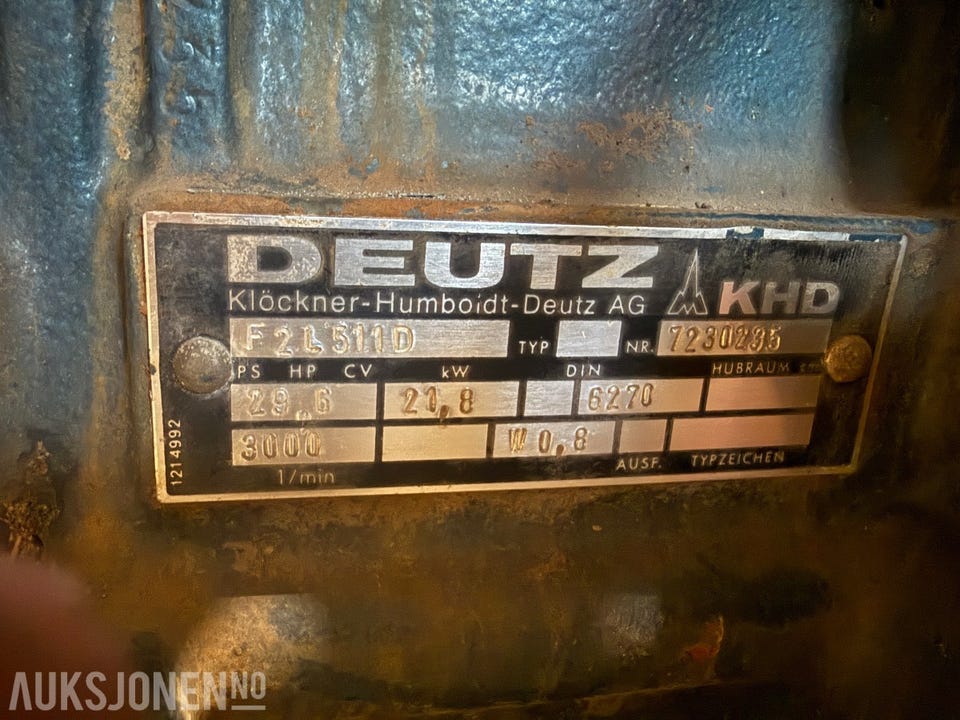 DEUTZ
Klöckner-Humboldt-Deutz AG KHD
F2L511D TYP NR. 7230235
PS HP CV kW DIN HUBRAUM
29,6 21,8 6270
3000 W0,8
1/min AUSF. TYPZEICHEN
1214992
AUKSJONEN.NO